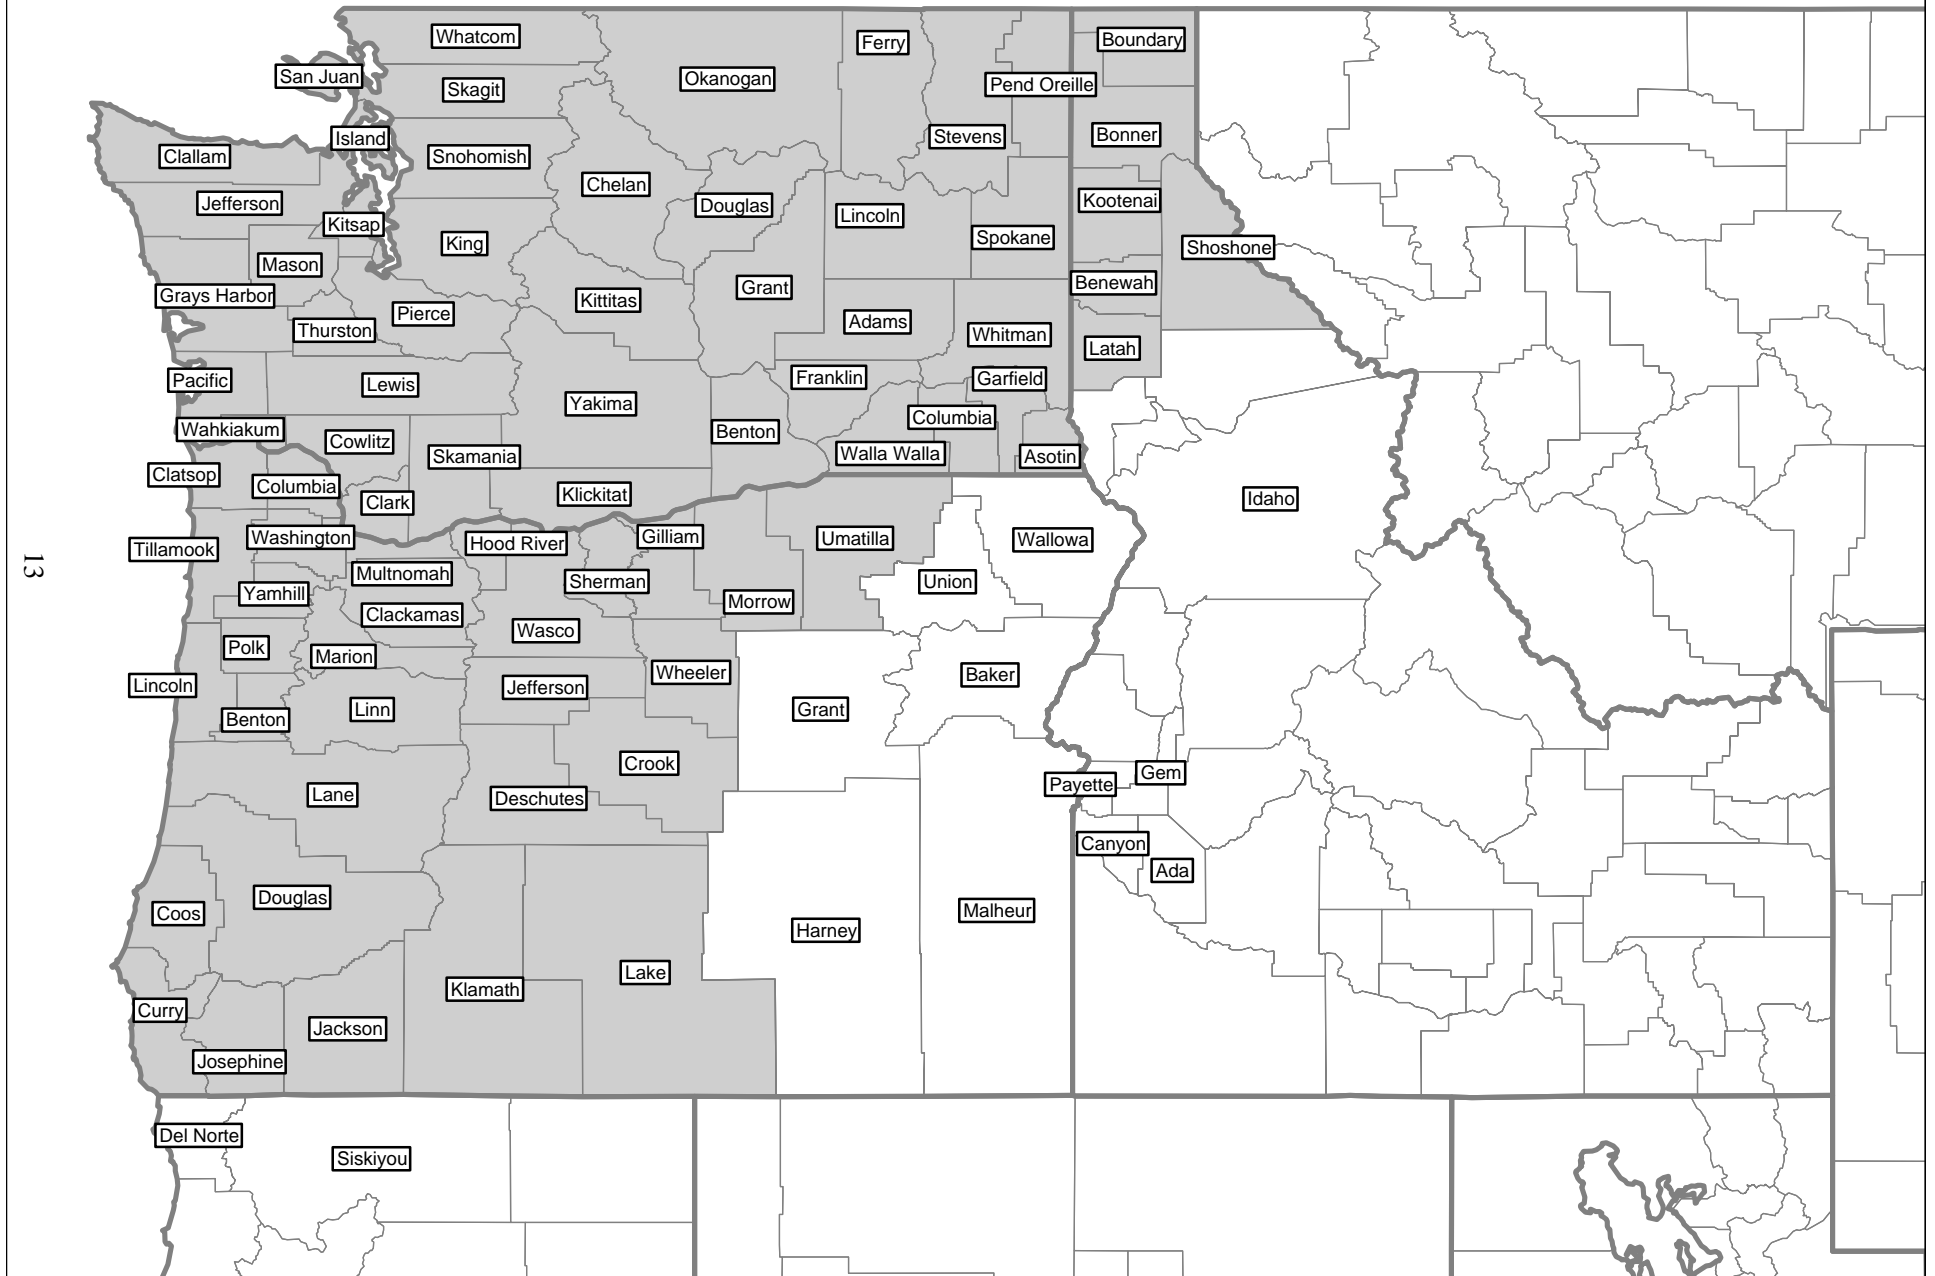 Whatcom
Ferry
Boundary
San Juan
Skagit
Okanogan
Pend Oreille
Island
Stevens
Bonner
Clallam
Snohomish
Chelan
Jefferson
Douglas
Lincoln
Kootenai
Kitsap
King
Spokane
Shoshone
Mason
Grant
Benewah
Grays Harbor
Kittitas
Pierce
Thurston
Adams
Whitman
Latah
Pacific
Lewis
Franklin
Garfield
Yakima
Columbia
Wahkiakum
Cowlitz
Benton
Skamania
Walla Walla
Asotin
Clatsop
Columbia
Clark
Klickitat
Idaho
Washington
Hood River
Gilliam
Umatilla
Wallowa
Tillamook
13
Multnomah
Sherman
Union
Yamhill
Morrow
Clackamas
Wasco
Polk
Marion
Wheeler
Baker
Lincoln
Jefferson
Linn
Grant
Benton
Crook
Gem
Payette
Lane
Deschutes
Canyon
Ada
Douglas
Coos
Malheur
Harney
Lake
Klamath
Curry
Jackson
Josephine
Del Norte
Siskiyou